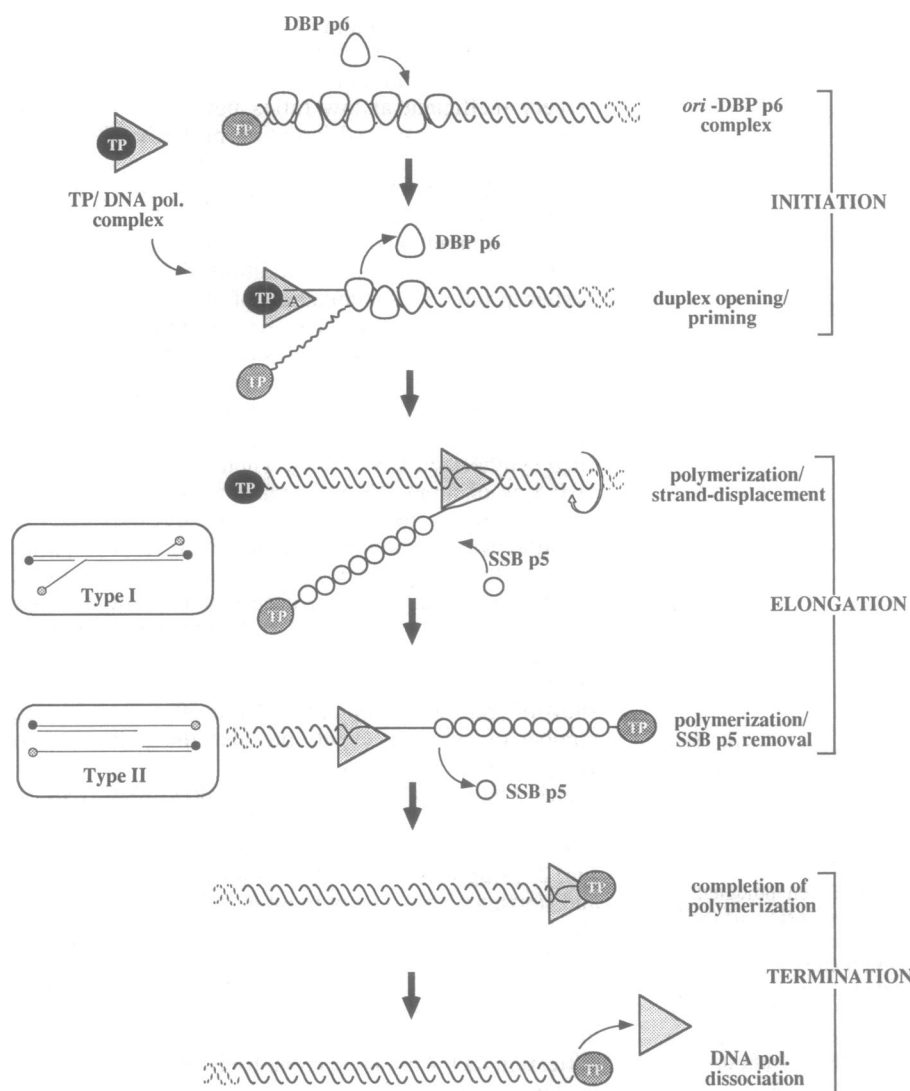 DBP p6
TP
ori -DBP p6
complex
TP
TP/ DNA pol.
complex
INITIATION
DBP p6
TP
-A
duplex opening/
priming
TP
TP
polymerization/
strand-displacement
SSB p5
Type I
TP
ELONGATION
TP
polymerization/
SSB p5 removal
Type II
SSB p5
TP
completion of
polymerization
TERMINATION
TP
DNA pol.
dissociation